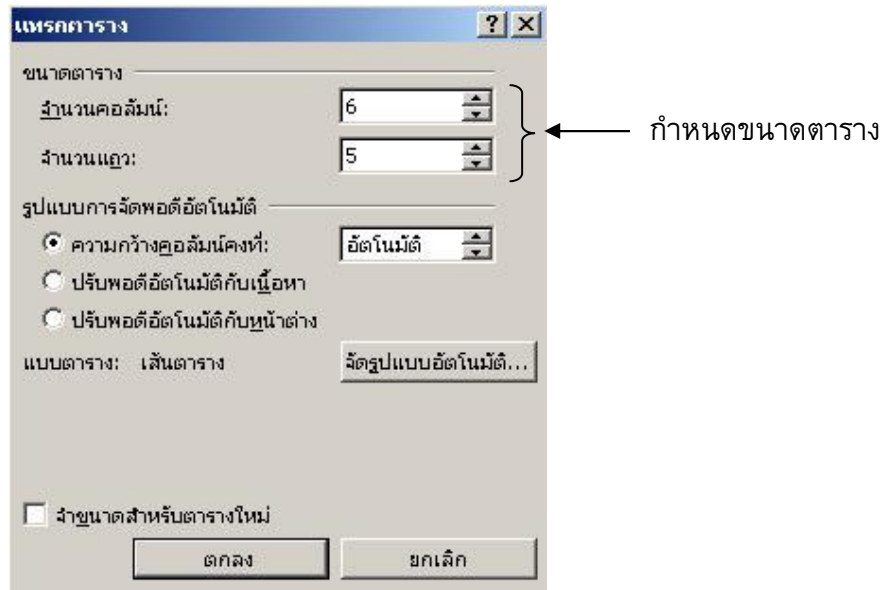 แทรกตาราง
ขนาดตาราง
จำนวนคอลัมน์: 6
กำหนดขนาดตาราง
จำนวนแถว: 5
รูปแบบการจัดพอดีอัตโนมัติ
ความกว้างคอลัมน์คงที่: อัตโนมัติ
ปรับพอดีอัตโนมัติกับเนื้อหา
ปรับพอดีอัตโนมัติกับหน้าต่าง
แบบตาราง: เส้นตาราง จัดรูปแบบอัตโนมัติ...
จำขนาดสำหรับตารางใหม่
ตกลง ยกเลิก